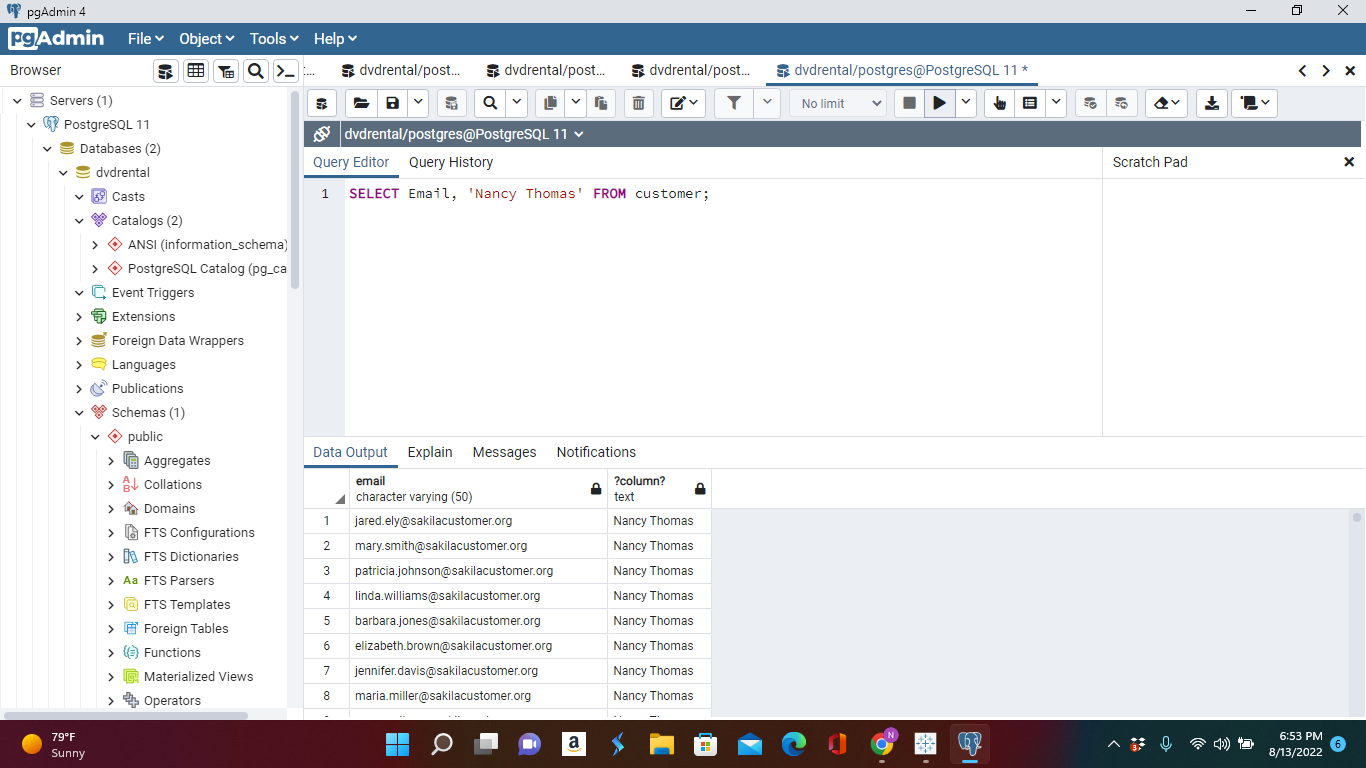 pgAdmin 4
pgAdmin File Object Tools Help
Browser
t... dvdrental/post... dvdrental/post... dvdrental/post... dvdrental/postgres@PostgreSQL 11 *
No limit
dvdrental/postgres@PostgreSQL 11
Query Editor Query History Scratch Pad
1 SELECT Email, 'Nancy Thomas' FROM customer;
Servers (1)
PostgreSQL 11
Databases (2)
dvdrental
Casts
Catalogs (2)
ANSI (information_schema)
PostgreSQL Catalog (pg_ca
Event Triggers
Extensions
Foreign Data Wrappers
Languages
Publications
Schemas (1)
public
Aggregates
Collations
Domains
FTS Configurations
FTS Dictionaries
Aa FTS Parsers
FTS Templates
Foreign Tables
Functions
Materialized Views
Operators
Data Output Explain Messages Notifications
email ?column?
character varying (50) text
1 jared.ely@sakilacustomer.org Nancy Thomas
2 mary.smith@sakilacustomer.org Nancy Thomas
3 patricia.johnson@sakilacustomer.org Nancy Thomas
4 linda.williams@sakilacustomer.org Nancy Thomas
5 barbara.jones@sakilacustomer.org Nancy Thomas
6 elizabeth.brown@sakilacustomer.org Nancy Thomas
7 jennifer.davis@sakilacustomer.org Nancy Thomas
8 maria.miller@sakilacustomer.org Nancy Thomas
79°F
Sunny
a
N
6:53 PM
8/13/2022 6